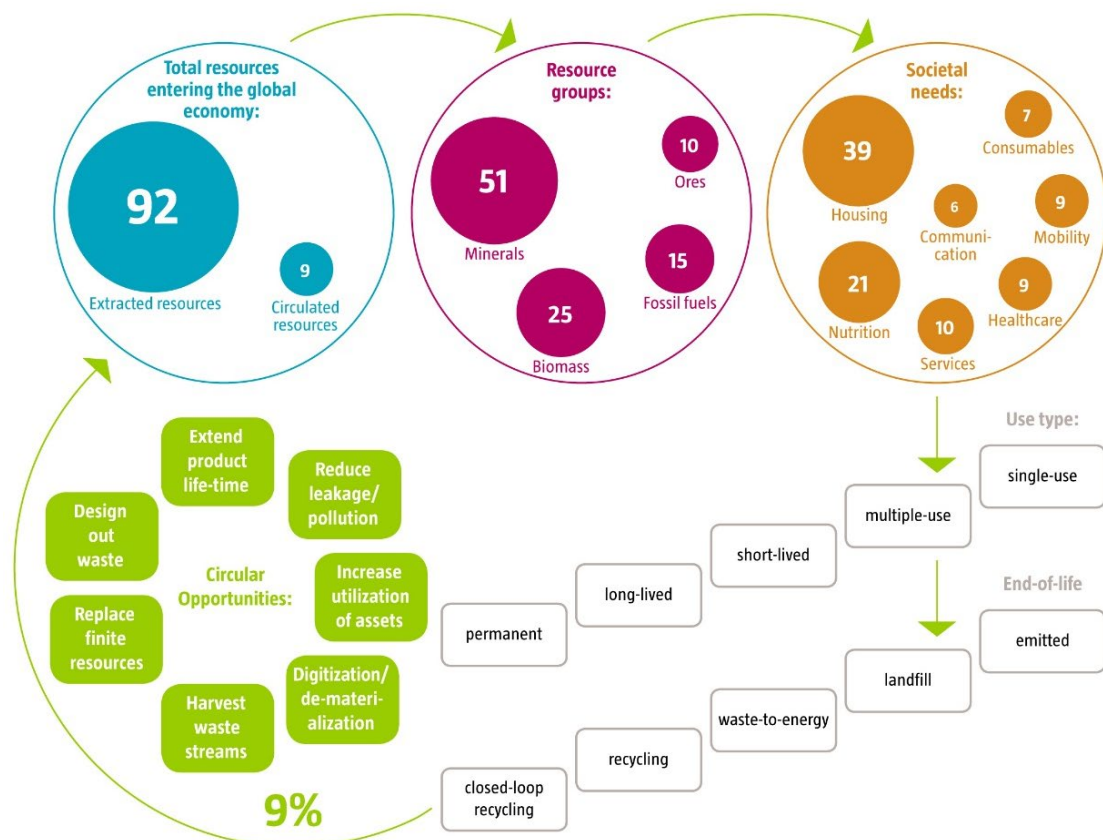 Total resources
entering the global
economy:
92
Extracted resources
9
Circulated
resources
Resource
groups:
51
Minerals
10
Ores
15
Fossil fuels
25
Biomass
Societal
needs:
39
Housing
7
Consumables
6
Communi-
cation
9
Mobility
21
Nutrition
9
Healthcare
10
Services
Use type:
single-use
multiple-use
short-lived
long-lived
permanent
End-of-life
emitted
landfill
waste-to-energy
recycling
closed-loop
recycling
Circular
Opportunities:
Extend
product
life-time
Reduce
leakage/
pollution
Increase
utilization
of assets
Digitization/
de-materi-
alization
Harvest
waste
streams
Replace
finite
resources
Design
out
waste
9%